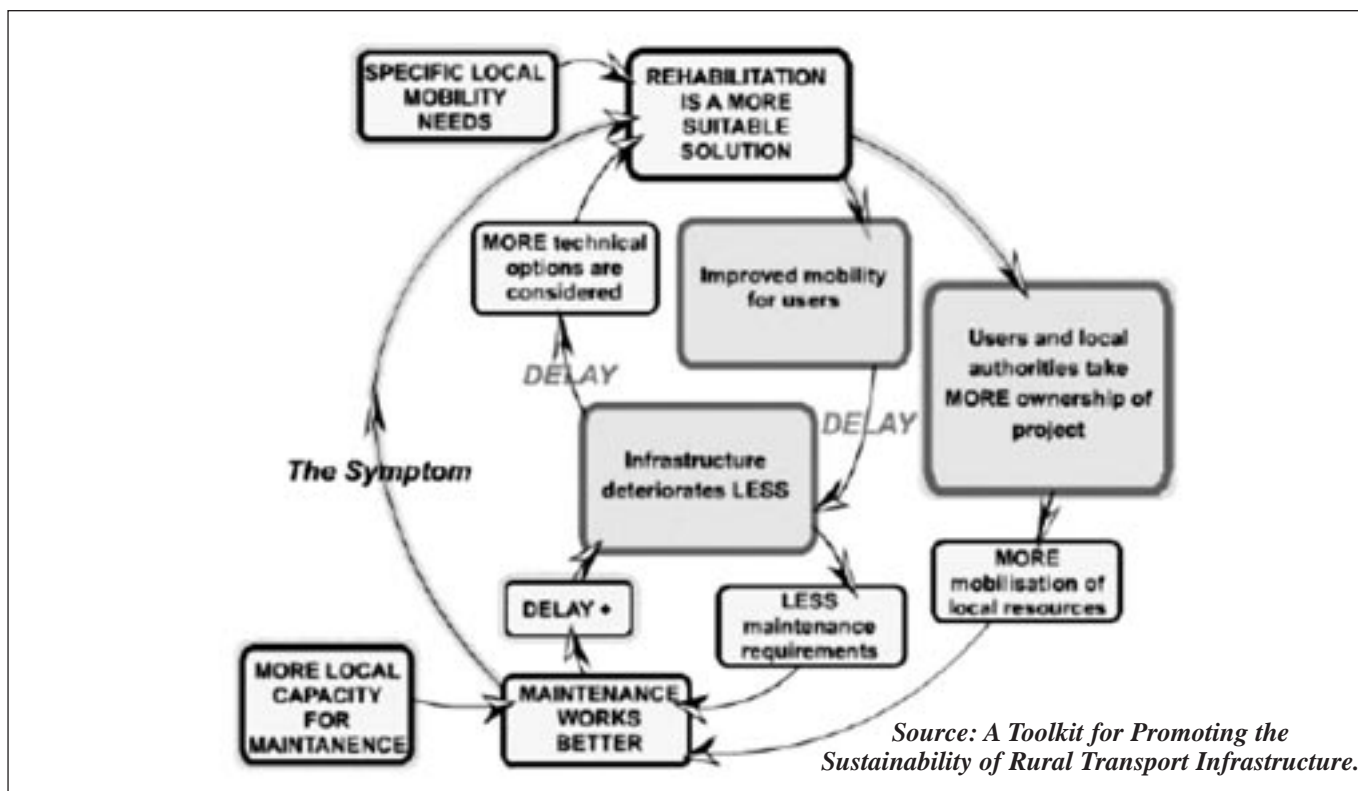 SPECIFIC LOCAL
MOBILITY
NEEDS
REHABILITATION
IS A MORE
SUITABLE
SOLUTION
MORE technical
options are
considered
Improved mobility
for users
Users and local
authorities take
MORE ownership of
project
DELAY
DELAY
The Symptom
Infrastructure
deteriorates LESS
MORE
mobilisation of
local resources
DELAY +
LESS
maintenance
requirements
MORE LOCAL
CAPACITY
FOR
MAINTANENCE
MAINTENANCE
WORKS
BETTER
Source: A Toolkit for Promoting the
Sustainability of Rural Transport Infrastructure.